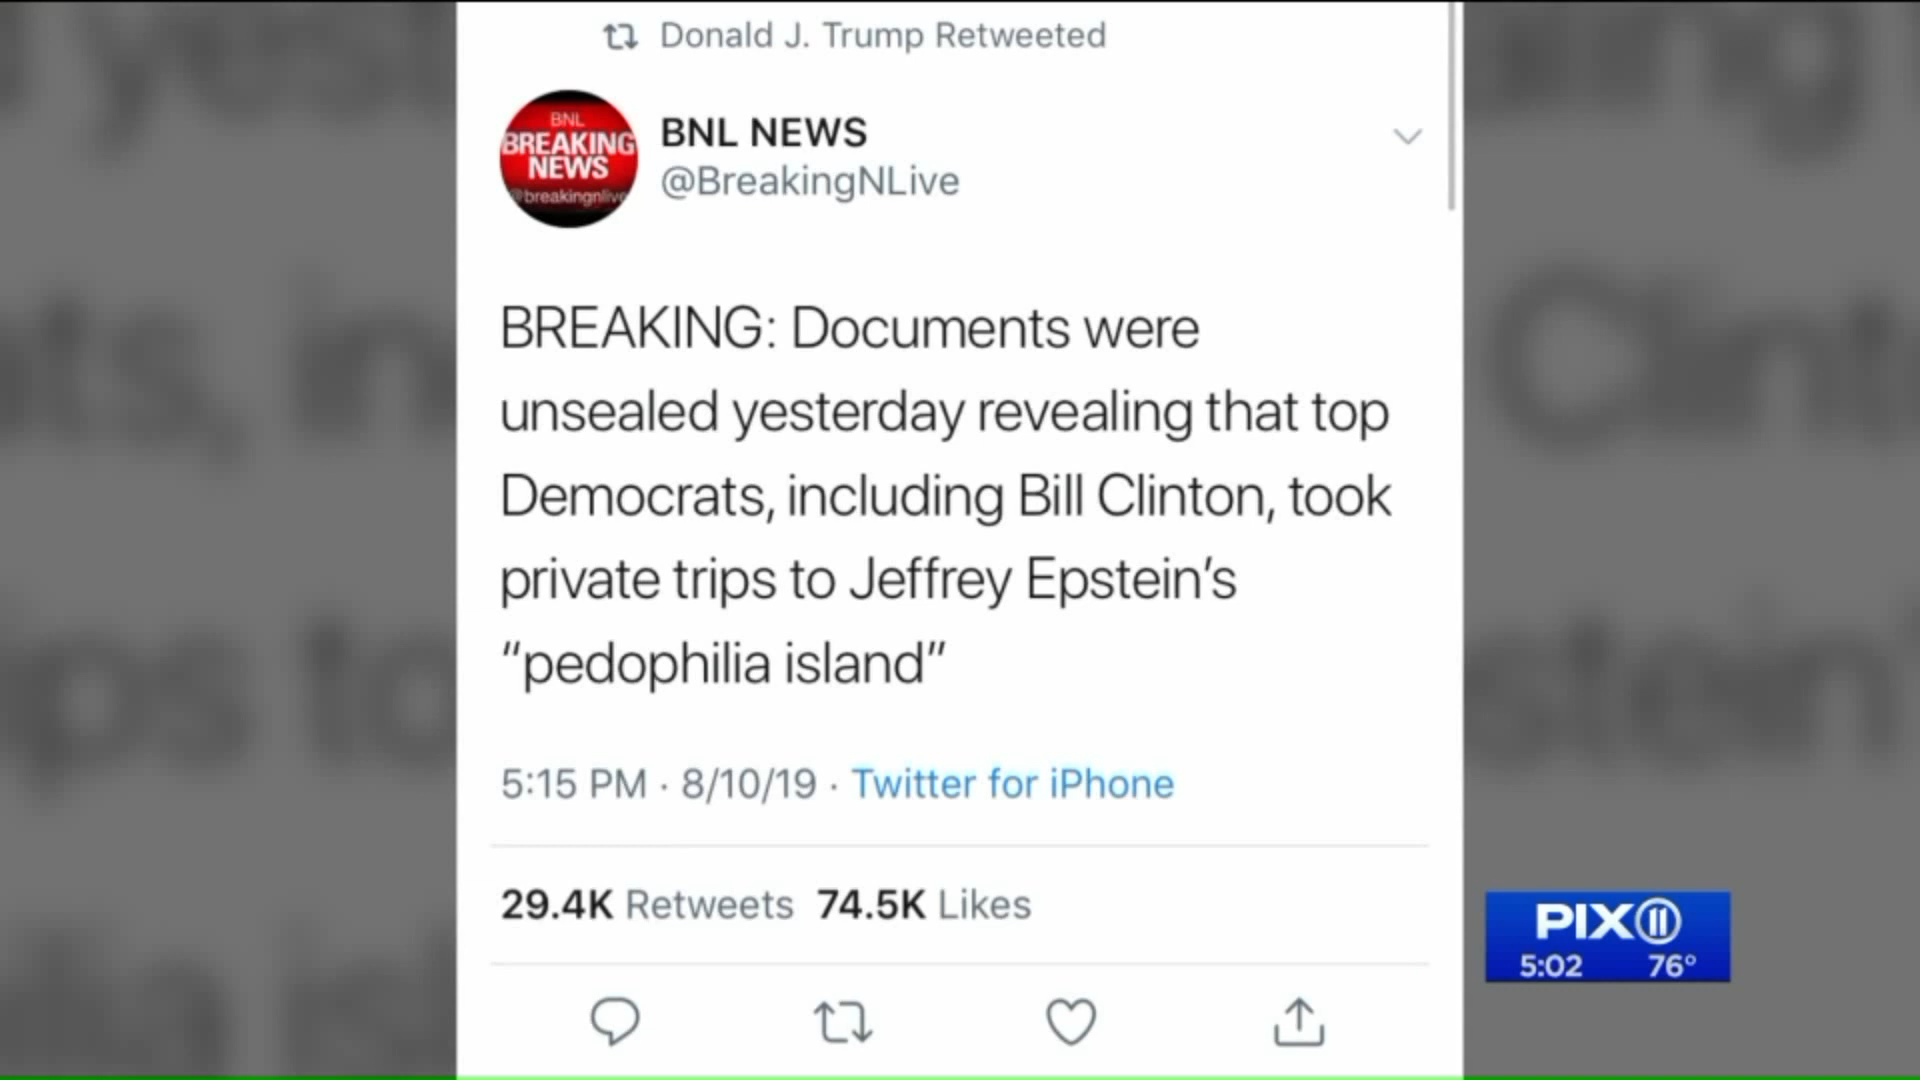 Donald J. Trump Retweeted
BNL
BREAKING
NEWS
@breakingnlive
BNL NEWS
@BreakingNLive
BREAKING: Documents were
unsealed yesterday revealing that top
Democrats, including Bill Clinton, took
private trips to Jeffrey Epstein’s
“pedophilia island”
5:15 PM · 8/10/19 · Twitter for iPhone
29.4K Retweets 74.5K Likes
PIX11
5:02 76°